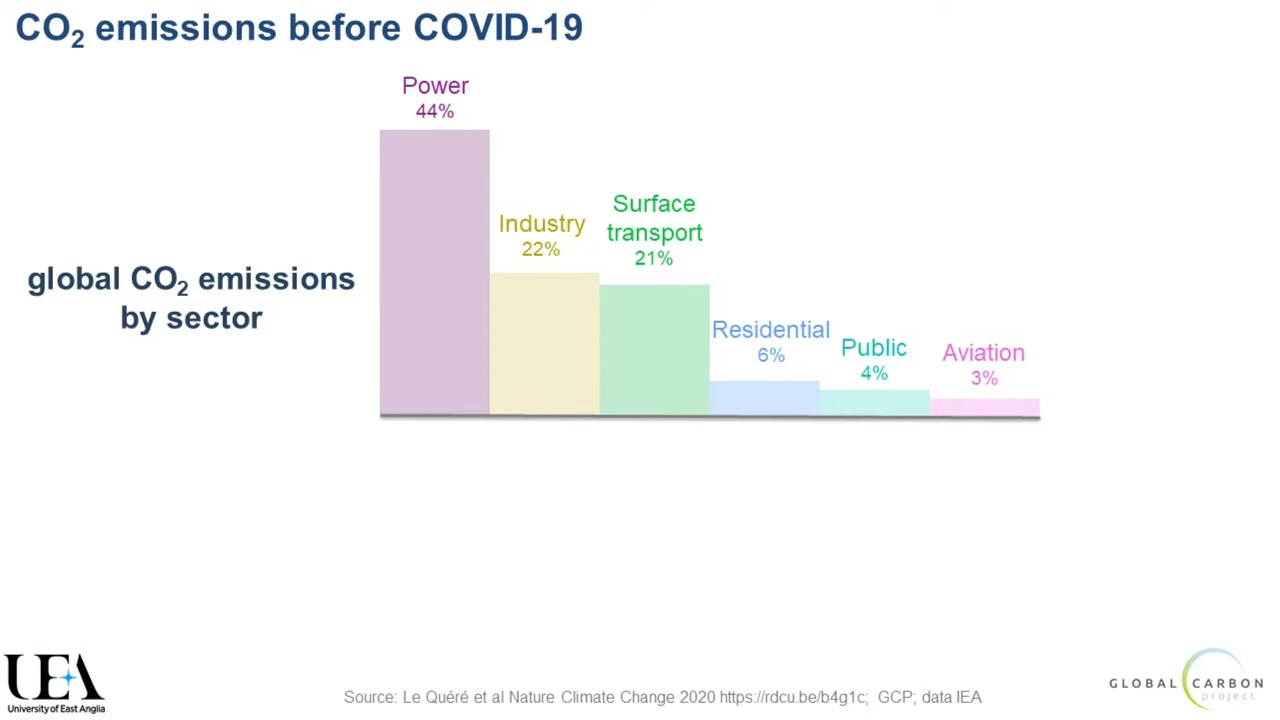 CO₂ emissions before COVID-19
Power
44%
Industry
22%
Surface
transport
21%
Residential
6%
Public
4%
Aviation
3%
global CO₂ emissions
by sector
UEA
University of East Anglia
Source: Le Quéré et al Nature Climate Change 2020 https://rdcu.be/b4g1c; GCP; data IEA
GLOBAL CARBON
project